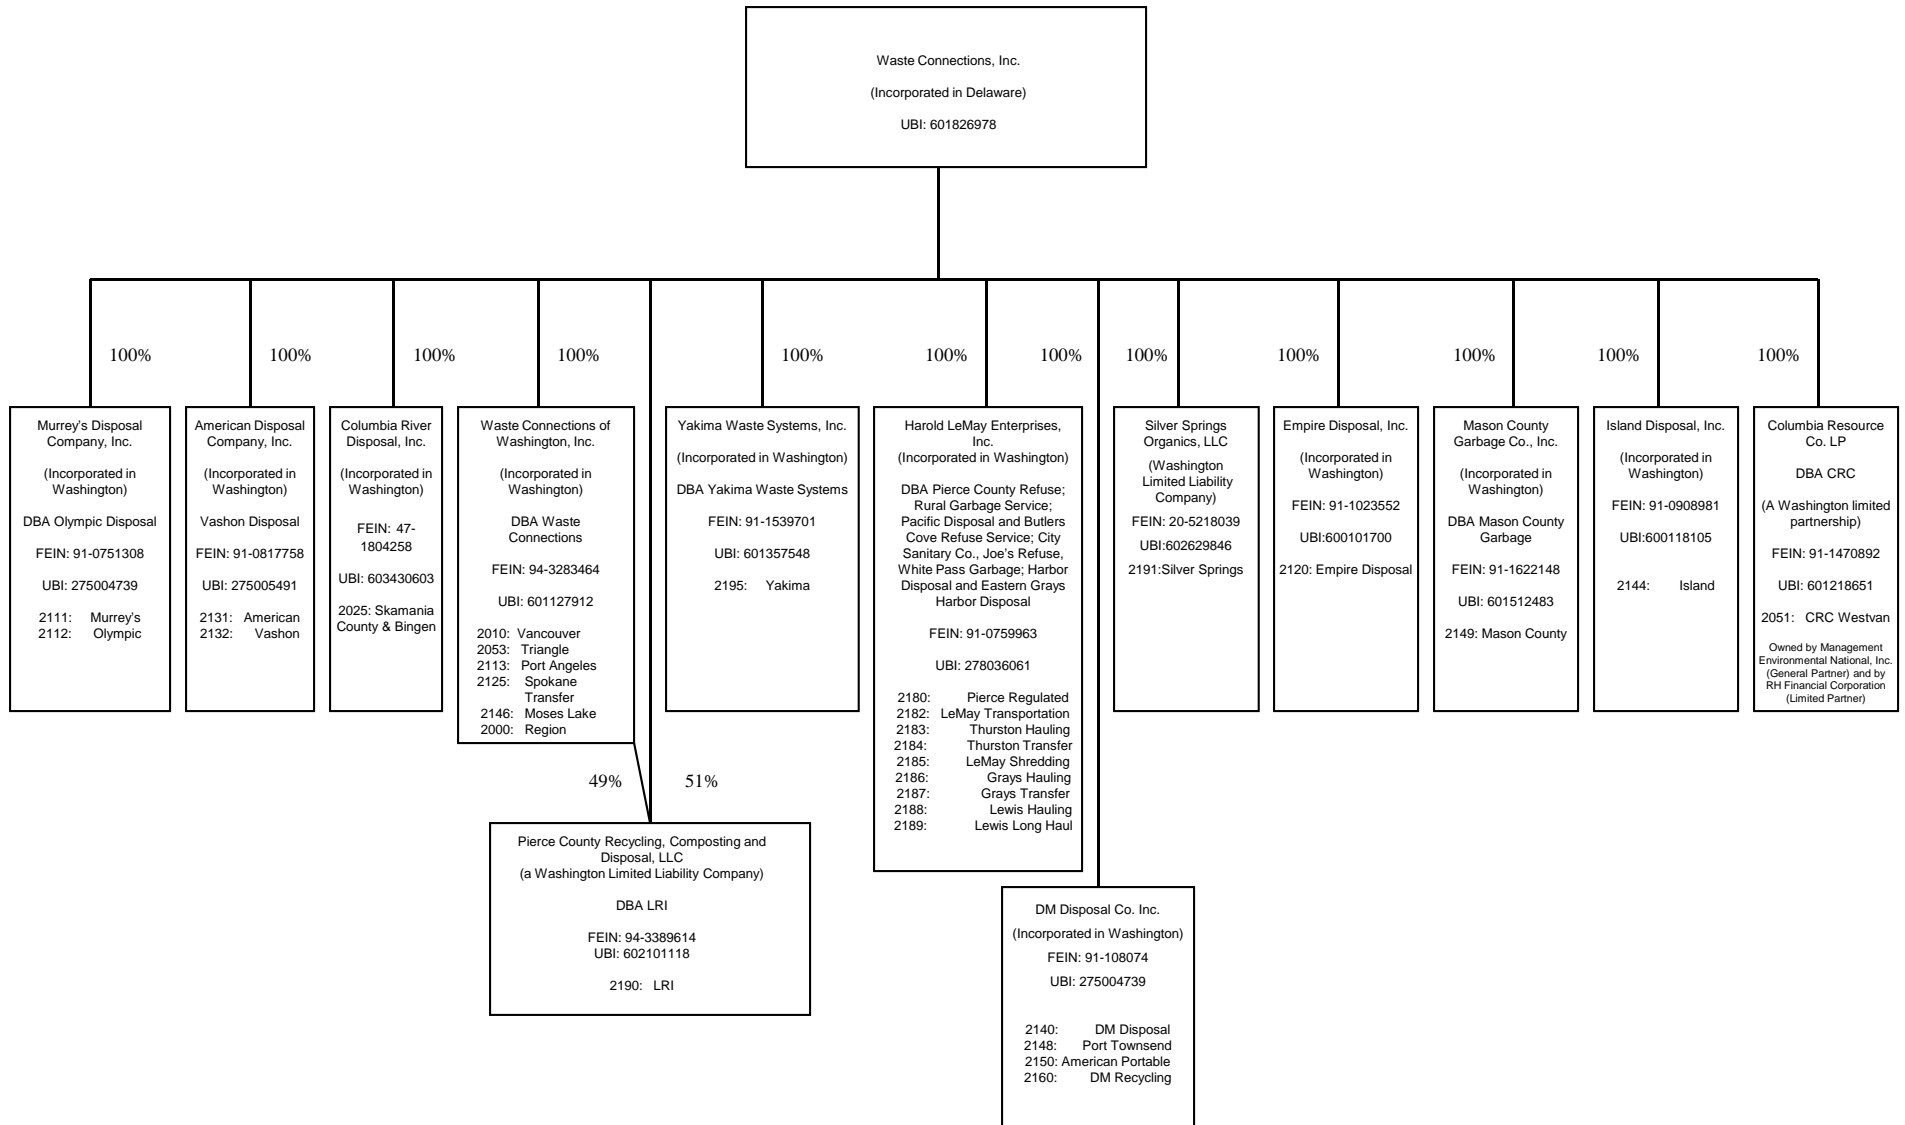 Waste Connections, Inc.
(Incorporated in Delaware)
UBI: 601826978
100%
100%
100%
100%
100%
100%
100%
100%
100%
100%
100%
100%
Murrey's Disposal
Company, Inc.
(Incorporated in
Washington)
DBA Olympic Disposal
FEIN: 91-0751308
UBI: 275004739
2111: Murrey's
2112: Olympic
American Disposal
Company, Inc.
(Incorporated in
Washington)
Vashon Disposal
FEIN: 91-0817758
UBI: 275005491
2131: American
2132: Vashon
Columbia River
Disposal, Inc.
(Incorporated in
Washington)
FEIN: 47-
1804258
UBI: 603430603
2025: Skamania
County & Bingen
Waste Connections of
Washington, Inc.
(Incorporated in
Washington)
DBA Waste
Connections
FEIN: 94-3283464
UBI: 601127912
2010: Vancouver
2053: Triangle
2113: Port Angeles
2125: Spokane
Transfer
2146: Moses Lake
2000: Region
Yakima Waste Systems, Inc.
(Incorporated in Washington)
DBA Yakima Waste Systems
FEIN: 91-1539701
UBI: 601357548
2195: Yakima
Harold LeMay Enterprises,
Inc.
(Incorporated in Washington)
DBA Pierce County Refuse;
Rural Garbage Service;
Pacific Disposal and Butlers
Cove Refuse Service; City
Sanitary Co., Joe's Refuse,
White Pass Garbage; Harbor
Disposal and Eastern Grays
Harbor Disposal
FEIN: 91-0759963
UBI: 278036061
2180: Pierce Regulated
2182: LeMay Transportation
2183: Thurston Hauling
2184: Thurston Transfer
2185: LeMay Shredding
2186: Grays Hauling
2187: Grays Transfer
2188: Lewis Hauling
2189: Lewis Long Haul
Silver Springs
Organics, LLC
(Washington
Limited Liability
Company)
FEIN: 20-5218039
UBI:602629846
2191:Silver Springs
Empire Disposal, Inc.
(Incorporated in
Washington)
FEIN: 91-1023552
UBI:600101700
2120: Empire Disposal
Mason County
Garbage Co., Inc.
(Incorporated in
Washington)
DBA Mason County
Garbage
FEIN: 91-1622148
UBI: 601512483
2149: Mason County
Island Disposal, Inc.
(Incorporated in
Washington)
FEIN: 91-0908981
UBI:600118105
2144: Island
Columbia Resource
Co. LP
DBA CRC
(A Washington limited
partnership)
FEIN: 91-1470892
UBI: 601218651
2051: CRC Westvan
Owned by Management
Environmental National, Inc.
(General Partner) and by
RH Financial Corporation
(Limited Partner)
49%
51%
Pierce County Recycling, Composting and
Disposal, LLC
(a Washington Limited Liability Company)
DBA LRI
FEIN: 94-3389614
UBI: 602101118
2190: LRI
DM Disposal Co. Inc.
(Incorporated in Washington)
FEIN: 91-108074
UBI: 275004739
2140: DM Disposal
2148: Port Townsend
2150: American Portable
2160: DM Recycling